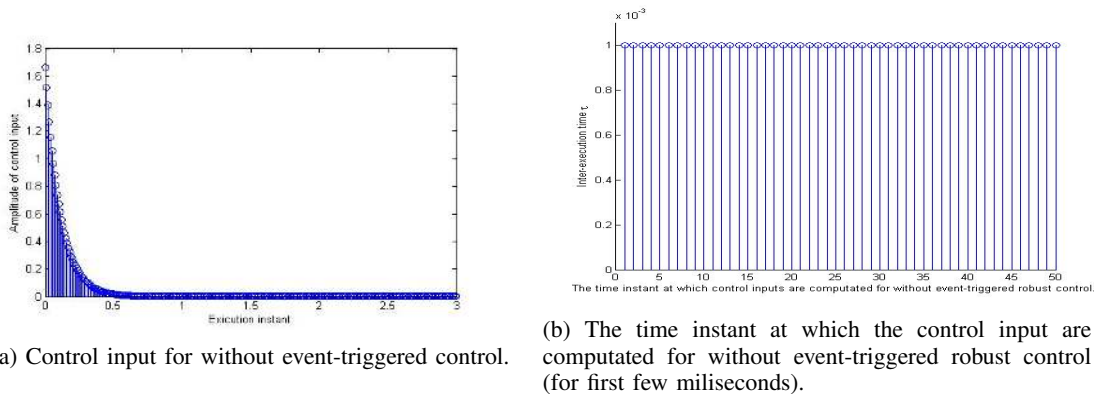 1.8
1.6
1.4
1.2
1
0.8
0.6
0.4
0.2
0
0 0.5 1 1.5 2 2.5 3
Amplitude of control input
Exicution instant
a) Control input for without event-triggered control.
x 10-3
1
0.8
0.6
0.4
0.2
0
0 5 10 15 20 25 30 35 40 45 50
Inter-execution time τ
The time instant at which control inputs are computated for without event-triggered robust control.
(b) The time instant at which the control input are
computated for without event-triggered robust control
(for first few miliseconds).